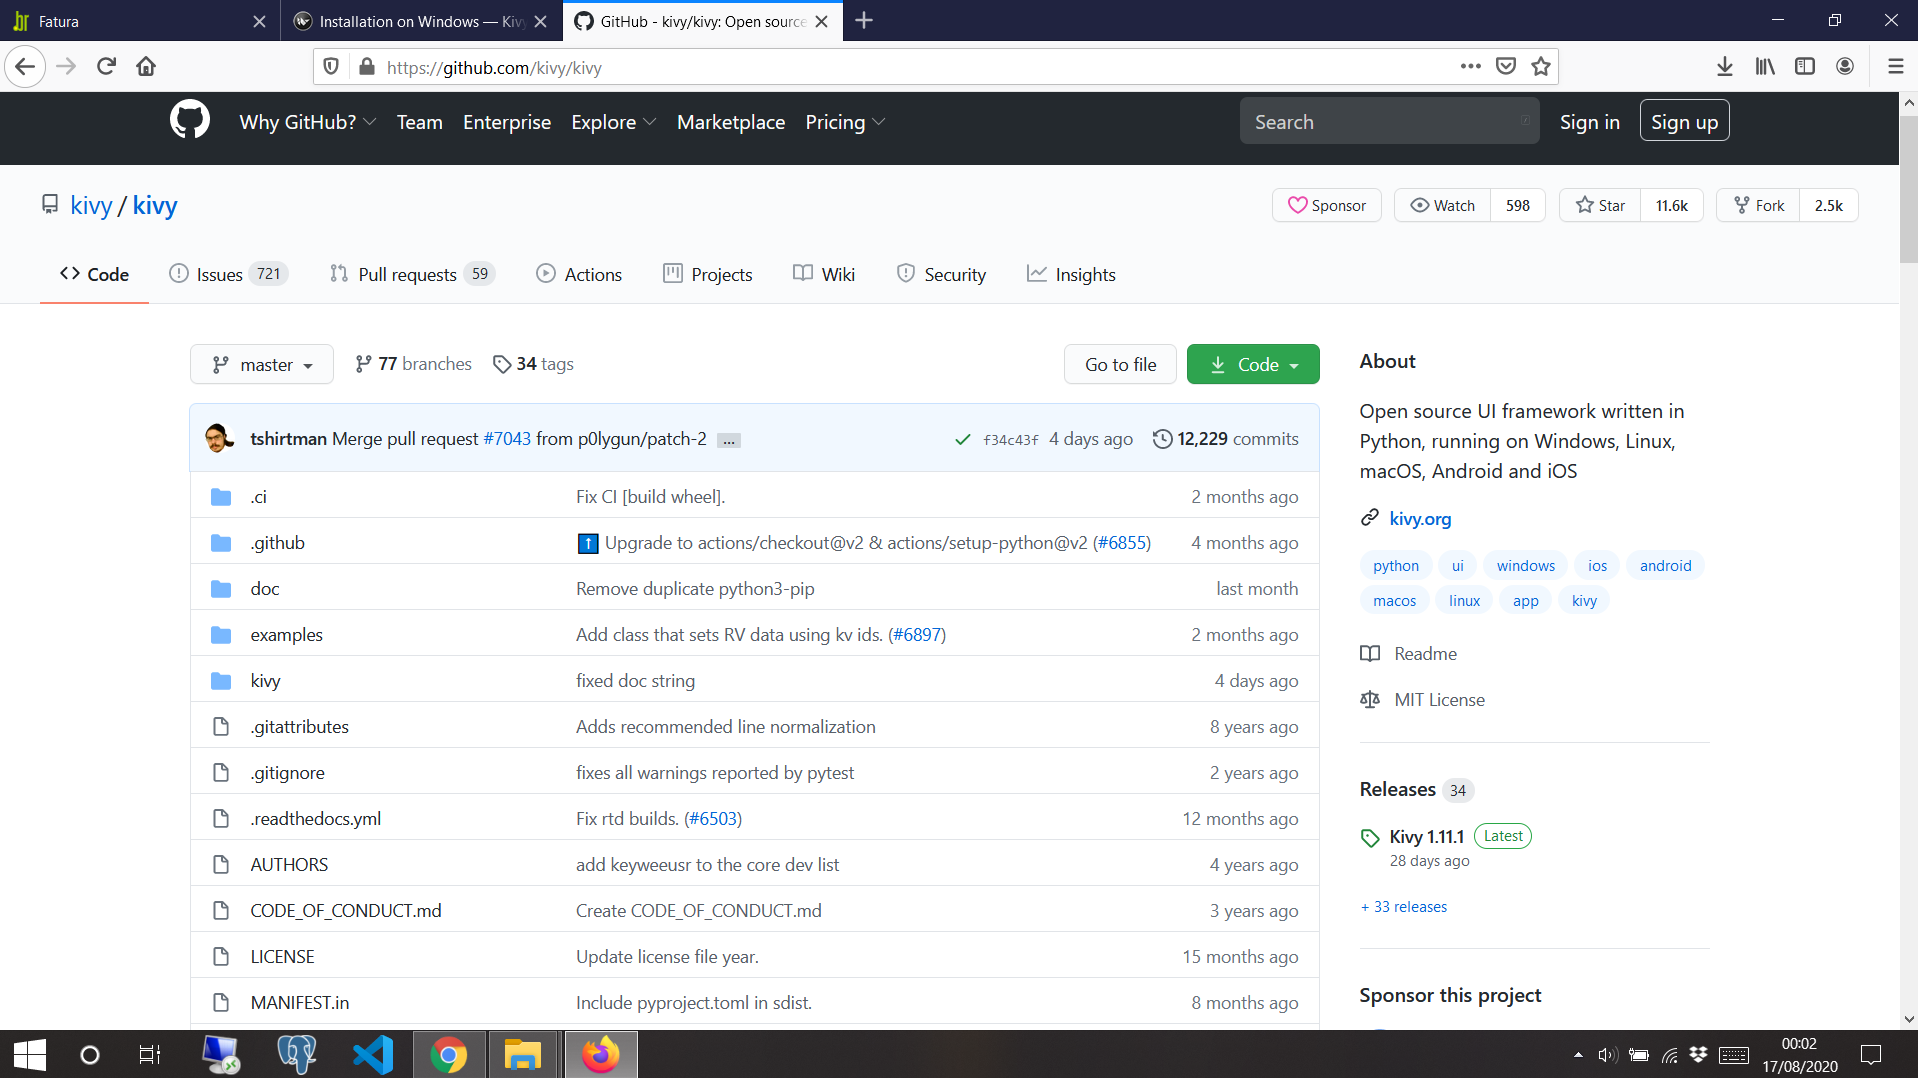 Fatura
Installation on Windows — Kivy
GitHub - kivy/kivy: Open source
https://github.com/kivy/kivy
Why GitHub? Team Enterprise Explore Marketplace Pricing Search Sign in Sign up
kivy / kivy
Sponsor Watch 598 Star 11.6k Fork 2.5k
Code Issues 721 Pull requests 59 Actions Projects Wiki Security Insights
master 77 branches 34 tags Go to file Code
tshirtman Merge pull request #7043 from p0lygun/patch-2 ... f34c43f 4 days ago 12,229 commits
.ci Fix CI [build wheel]. 2 months ago
.github Upgrade to actions/checkout@v2 & actions/setup-python@v2 (#6855) 4 months ago
doc Remove duplicate python3-pip last month
examples Add class that sets RV data using kv ids. (#6897) 2 months ago
kivy fixed doc string 4 days ago
.gitattributes Adds recommended line normalization 8 years ago
.gitignore fixes all warnings reported by pytest 2 years ago
.readthedocs.yml Fix rtd builds. (#6503) 12 months ago
AUTHORS add keyweeusr to the core dev list 4 years ago
CODE_OF_CONDUCT.md Create CODE_OF_CONDUCT.md 3 years ago
LICENSE Update license file year. 15 months ago
MANIFEST.in Include pyproject.toml in sdist. 8 months ago
About
Open source UI framework written in
Python, running on Windows, Linux,
macOS, Android and iOS
kivy.org
python ui windows ios android
macos linux app kivy
Readme
MIT License
Releases 34
Kivy 1.11.1 Latest
28 days ago
+ 33 releases
Sponsor this project
00:02
17/08/2020